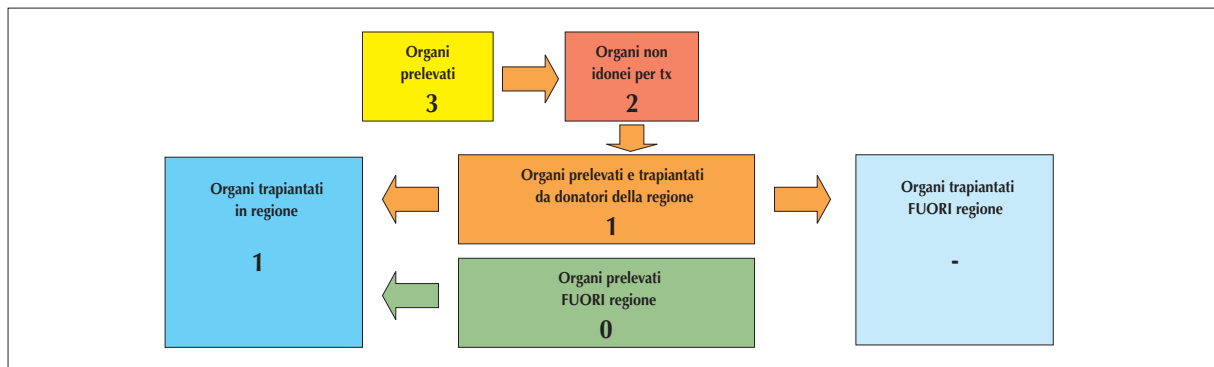 Organi
prelevati
3
Organi non
idonei per tx
2
Organi trapiantati
in regione
1
Organi prelevati e trapiantati
da donatori della regione
1
Organi prelevati
FUORI regione
0
Organi trapiantati
FUORI regione
-